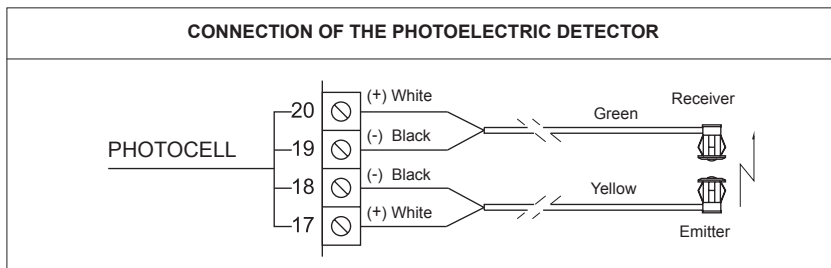 CONNECTION OF THE PHOTOELECTRIC DETECTOR
PHOTOCELL
20 (+) White
19 (-) Black
18 (-) Black
17 (+) White
Green
Receiver
Yellow
Emitter